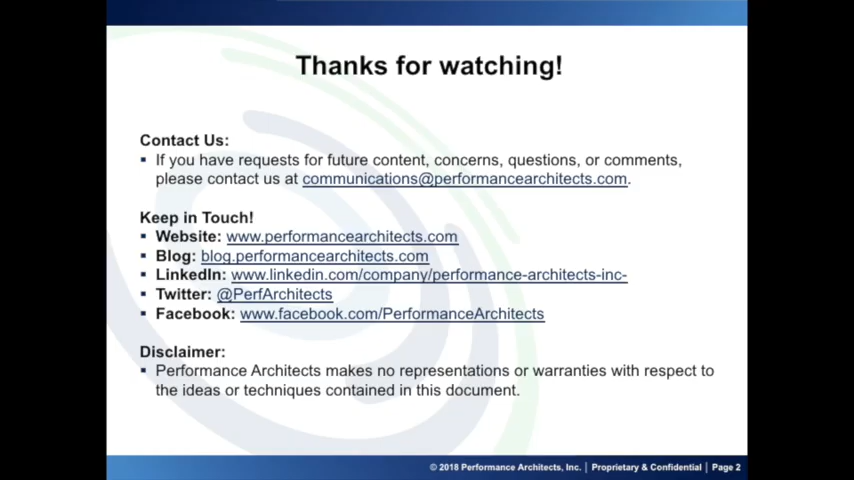 Thanks for watching!
Contact Us:
▪ If you have requests for future content, concerns, questions, or comments,
please contact us at communications@performancearchitects.com.
Keep in Touch!
▪ Website: www.performancearchitects.com
▪ Blog: blog.performancearchitects.com
▪ LinkedIn: www.linkedin.com/company/performance-architects-inc-
▪ Twitter: @PerfArchitects
▪ Facebook: www.facebook.com/PerformanceArchitects
Disclaimer:
▪ Performance Architects makes no representations or warranties with respect to
the ideas or techniques contained in this document.
© 2018 Performance Architects, Inc. | Proprietary & Confidential | Page 2